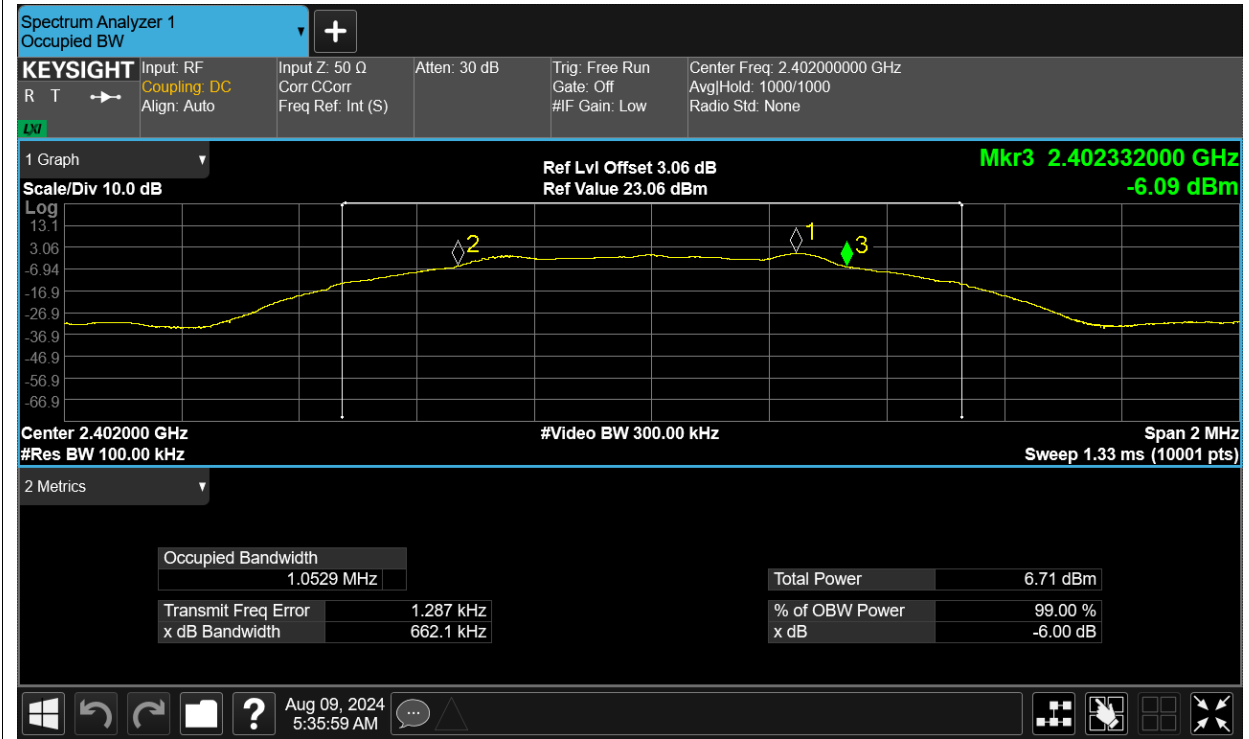 Spectrum Analyzer 1
Occupied BW
KEYSIGHT
R T
LXI
Input: RF
Coupling: DC
Align: Auto
Input Z: 50 Ω
Corr CCorr
Freq Ref: Int (S)
Atten: 30 dB
Trig: Free Run
Gate: Off
#IF Gain: Low
Center Freq: 2.402000000 GHz
Avg|Hold: 1000/1000
Radio Std: None
1 Graph
Scale/Div 10.0 dB
Ref Lvl Offset 3.06 dB
Ref Value 23.06 dBm
Mkr3 2.402332000 GHz
-6.09 dBm
Log
13.1
3.06
-6.94
-16.9
-26.9
-36.9
-46.9
-56.9
-66.9
2
1
3
Center 2.402000 GHz
#Res BW 100.00 kHz
#Video BW 300.00 kHz
Span 2 MHz
Sweep 1.33 ms (10001 pts)
2 Metrics
Occupied Bandwidth
1.0529 MHz
Transmit Freq Error 1.287 kHz
x dB Bandwidth 662.1 kHz
Total Power 6.71 dBm
% of OBW Power 99.00 %
x dB -6.00 dB
?
Aug 09, 2024
5:35:59 AM